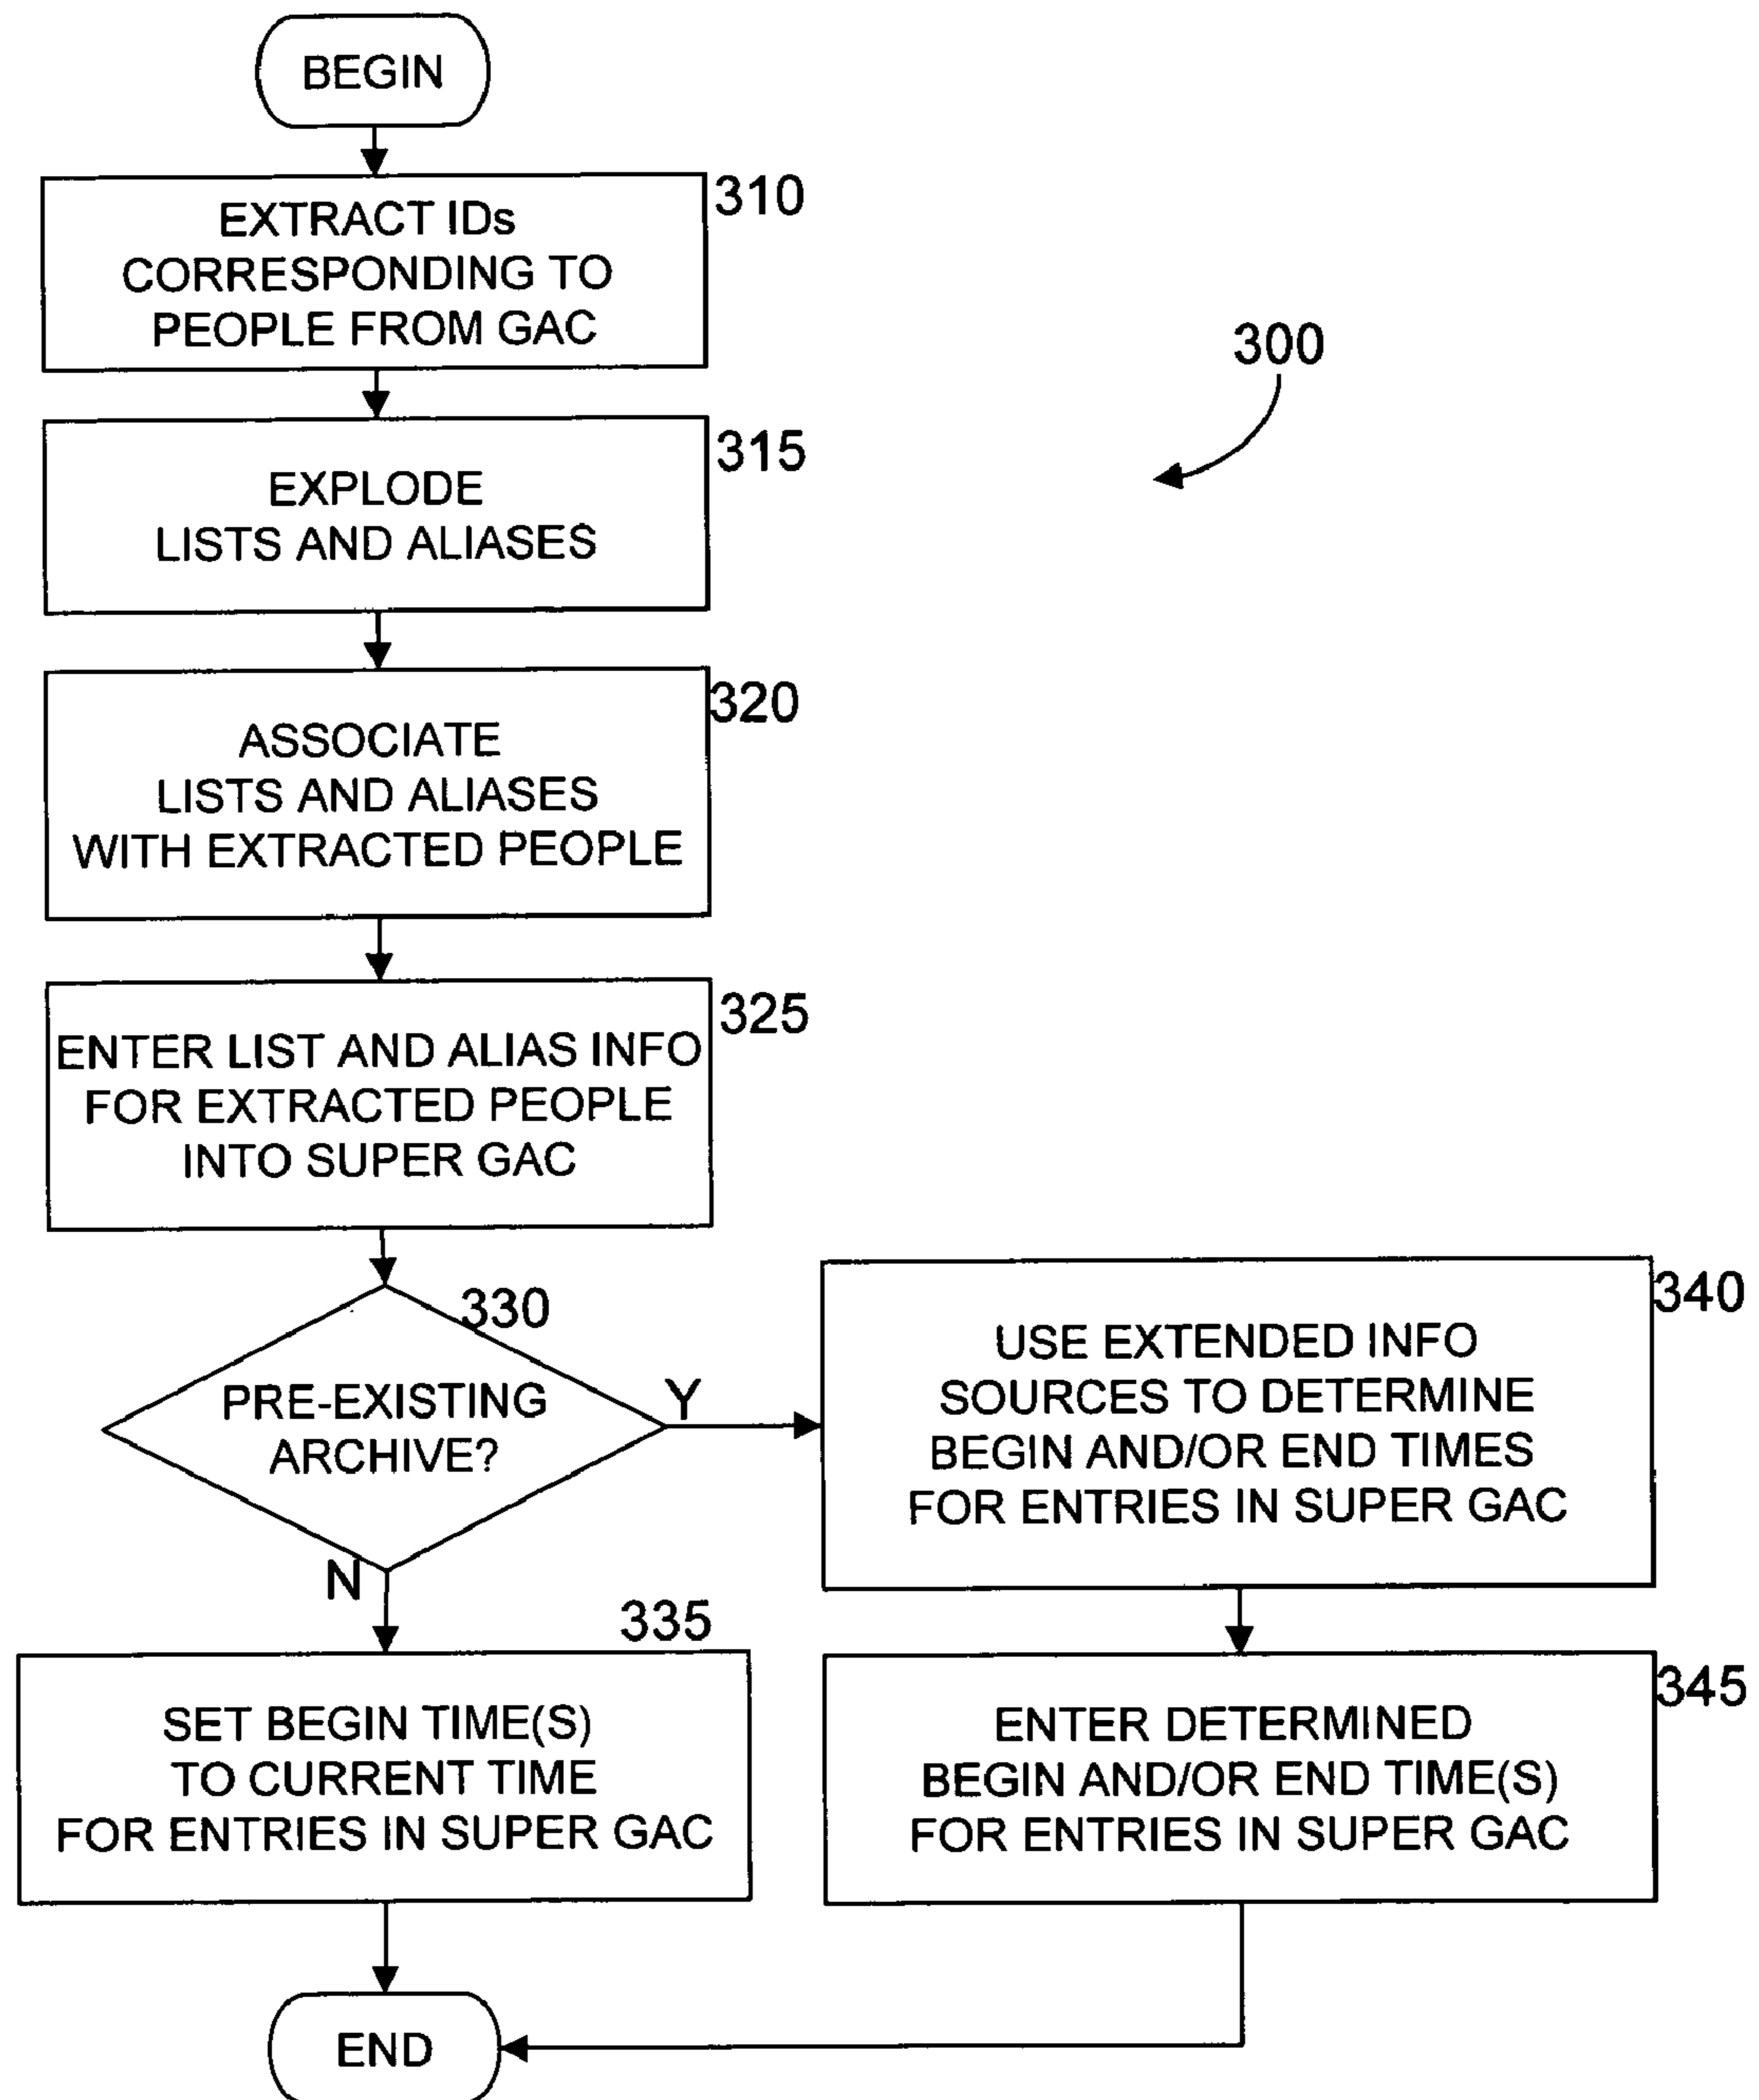 BEGIN
310
EXTRACT IDs
CORRESPONDING TO
PEOPLE FROM GAC
300
315
EXPLODE
LISTS AND ALIASES
320
ASSOCIATE
LISTS AND ALIASES
WITH EXTRACTED PEOPLE
325
ENTER LIST AND ALIAS INFO
FOR EXTRACTED PEOPLE
INTO SUPER GAC
330
PRE-EXISTING
ARCHIVE?
Y
N
340
USE EXTENDED INFO
SOURCES TO DETERMINE
BEGIN AND/OR END TIMES
FOR ENTRIES IN SUPER GAC
335
SET BEGIN TIME(S)
TO CURRENT TIME
FOR ENTRIES IN SUPER GAC
345
ENTER DETERMINED
BEGIN AND/OR END TIME(S)
FOR ENTRIES IN SUPER GAC
END